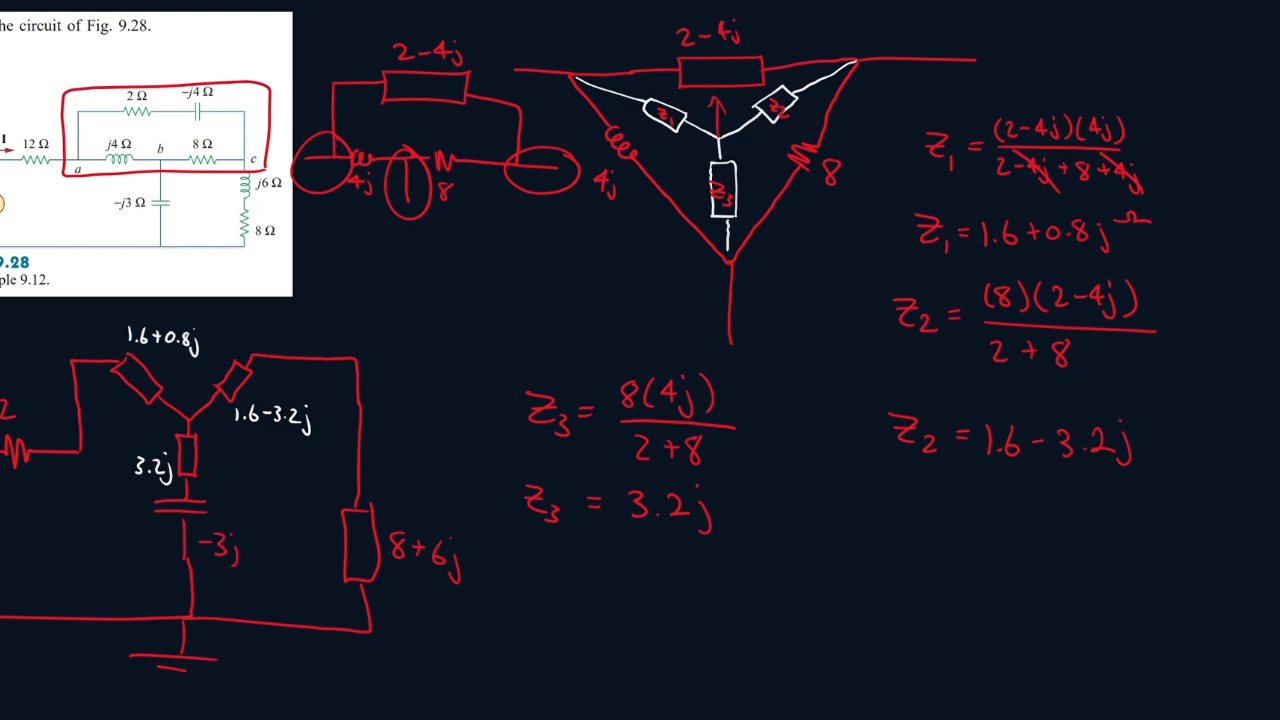 he circuit of Fig. 9.28.
2 Ω
-j4 Ω
I
12 Ω
j4 Ω
b
8 Ω
a
c
j6 Ω
-j3 Ω
8 Ω
9.28
ple 9.12.
2-4j
4j
8
2-4j
Z1
Z2
Z3
4j
8
Z1 = (2-4j)(4j) / 2-4j+8+4j
Z1 = 1.6+0.8j Ω
Z2 = (8)(2-4j) / 2+8
Z2 = 1.6-3.2j
Z3 = 8(4j) / 2+8
Z3 = 3.2j
1.6+0.8j
1.6-3.2j
2
3.2j
-3j
8+6j